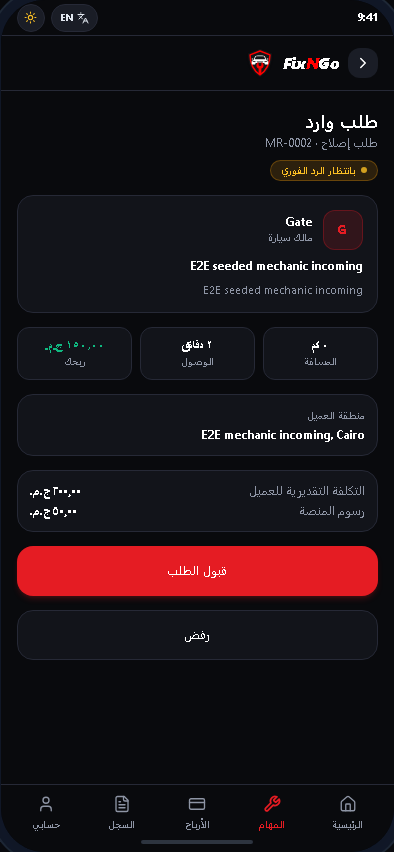 9:41
EN
FixNGo
طلب وارد
طلب إصلاح · MR-0002
بانتظار الرد الفوري
G
Gate
مالك سيارة
E2E seeded mechanic incoming
E2E seeded mechanic incoming
٠ كم
المسافة
٢ دقائق
الوصول
١٥٠٫٠٠ ج.م.
ربحك
منطقة العميل
E2E mechanic incoming, Cairo
التكلفة التقديرية للعميل
٢٠٠٫٠٠ ج.م.
رسوم المنصة
٥٠٫٠٠ ج.م.
قبول الطلب
رفض
الرئيسية
المهام
الأرباح
السجل
حسابي